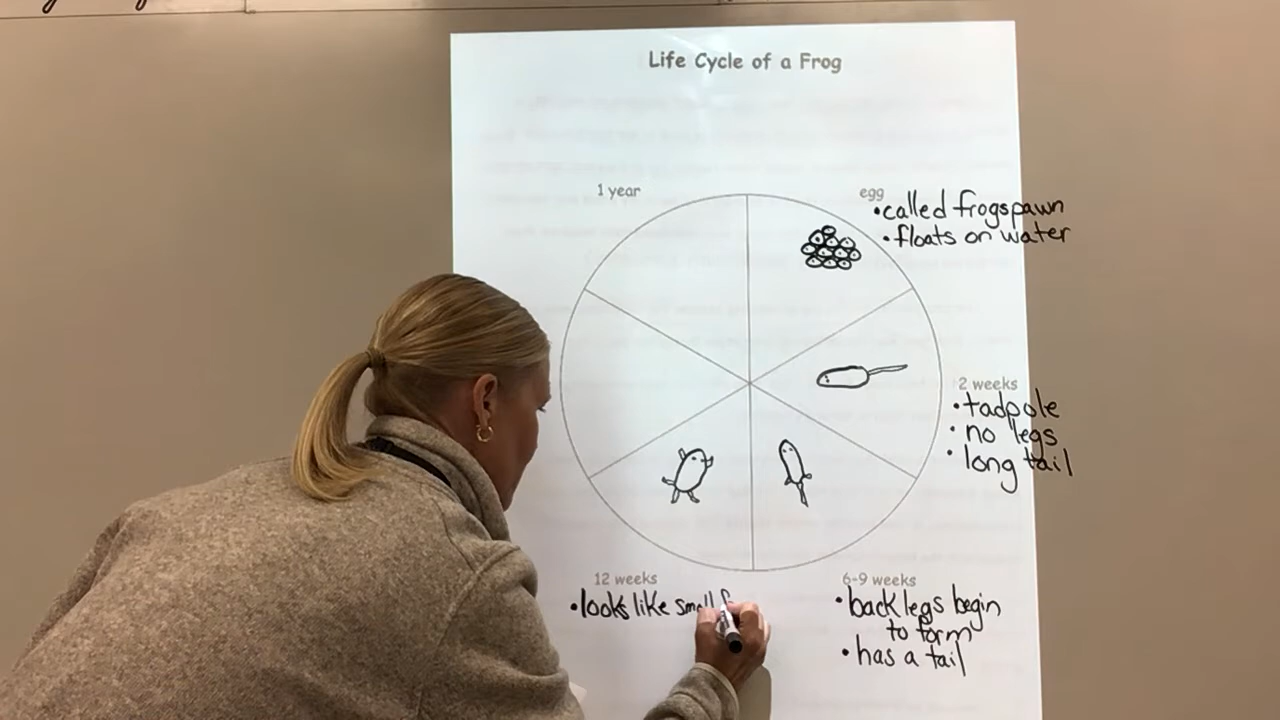 Life Cycle of a Frog
1 year
egg
•called frogspawn
•floats on water
2 weeks
•tadpole
•no legs
•long tail
12 weeks
•looks like small
6-9 weeks
•back legs begin
to form
•has a tail